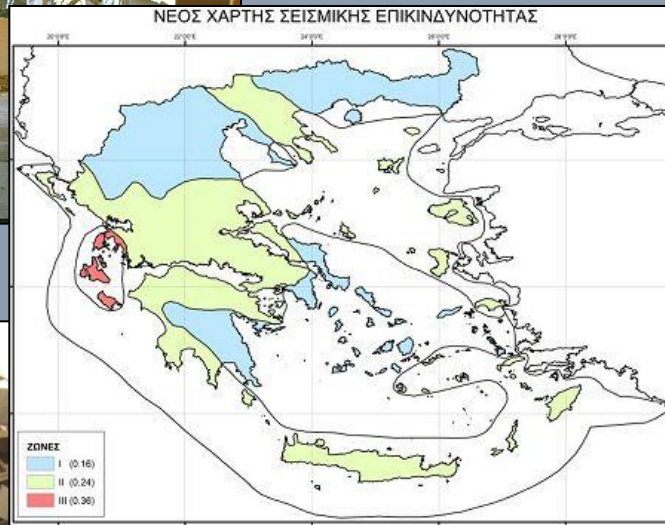 ΝΕΟΣ ΧΑΡΤΗΣ ΣΕΙΣΜΙΚΗΣ ΕΠΙΚΙΝΔΥΝΟΤΗΤΑΣ
ΖΩΝΕΣ
I (0.16)
II (0.24)
III (0.36)